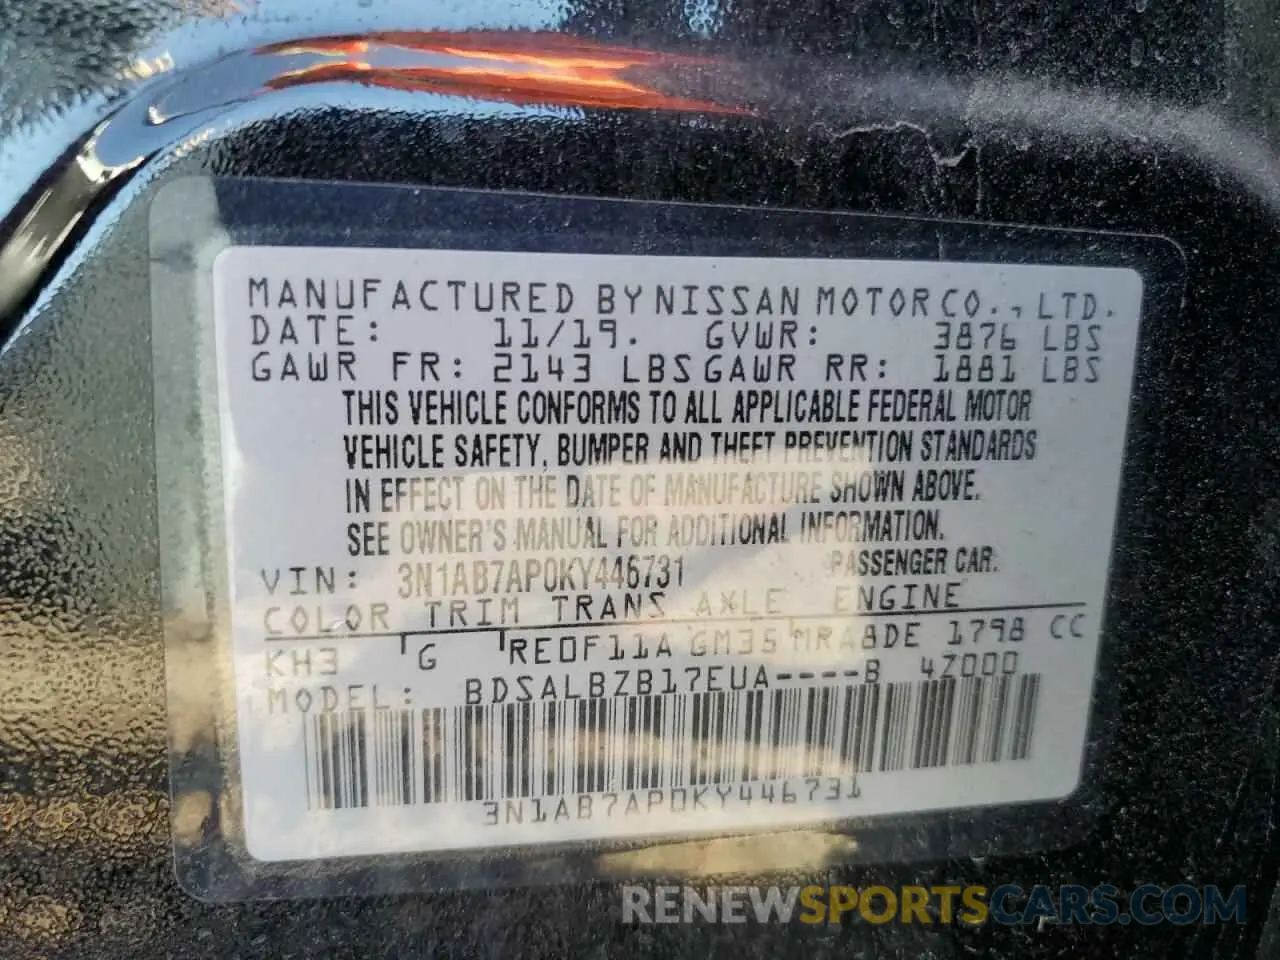 MANUFACTURED BY NISSAN MOTOR CO., LTD.
DATE: 11/19. GVWR: 3876 LBS
GAWR FR: 2143 LBS GAWR RR: 1881 LBS
THIS VEHICLE CONFORMS TO ALL APPLICABLE FEDERAL MOTOR
VEHICLE SAFETY, BUMPER AND THEFT PREVENTION STANDARDS
IN EFFECT ON THE DATE OF MANUFACTURE SHOWN ABOVE.
SEE OWNER'S MANUAL FOR ADDITIONAL INFORMATION.
VIN: 3N1AB7AP0KY446731 PASSENGER CAR.
COLOR TRIM TRANS AXLE ENGINE
KH3 G RE0F11A GM35 MRA8DE 1798 CC
MODEL: BDSALBZB17EUA----B 4Z000
3N1AB7AP0KY446731
RENEWSPORTSCARS.COM